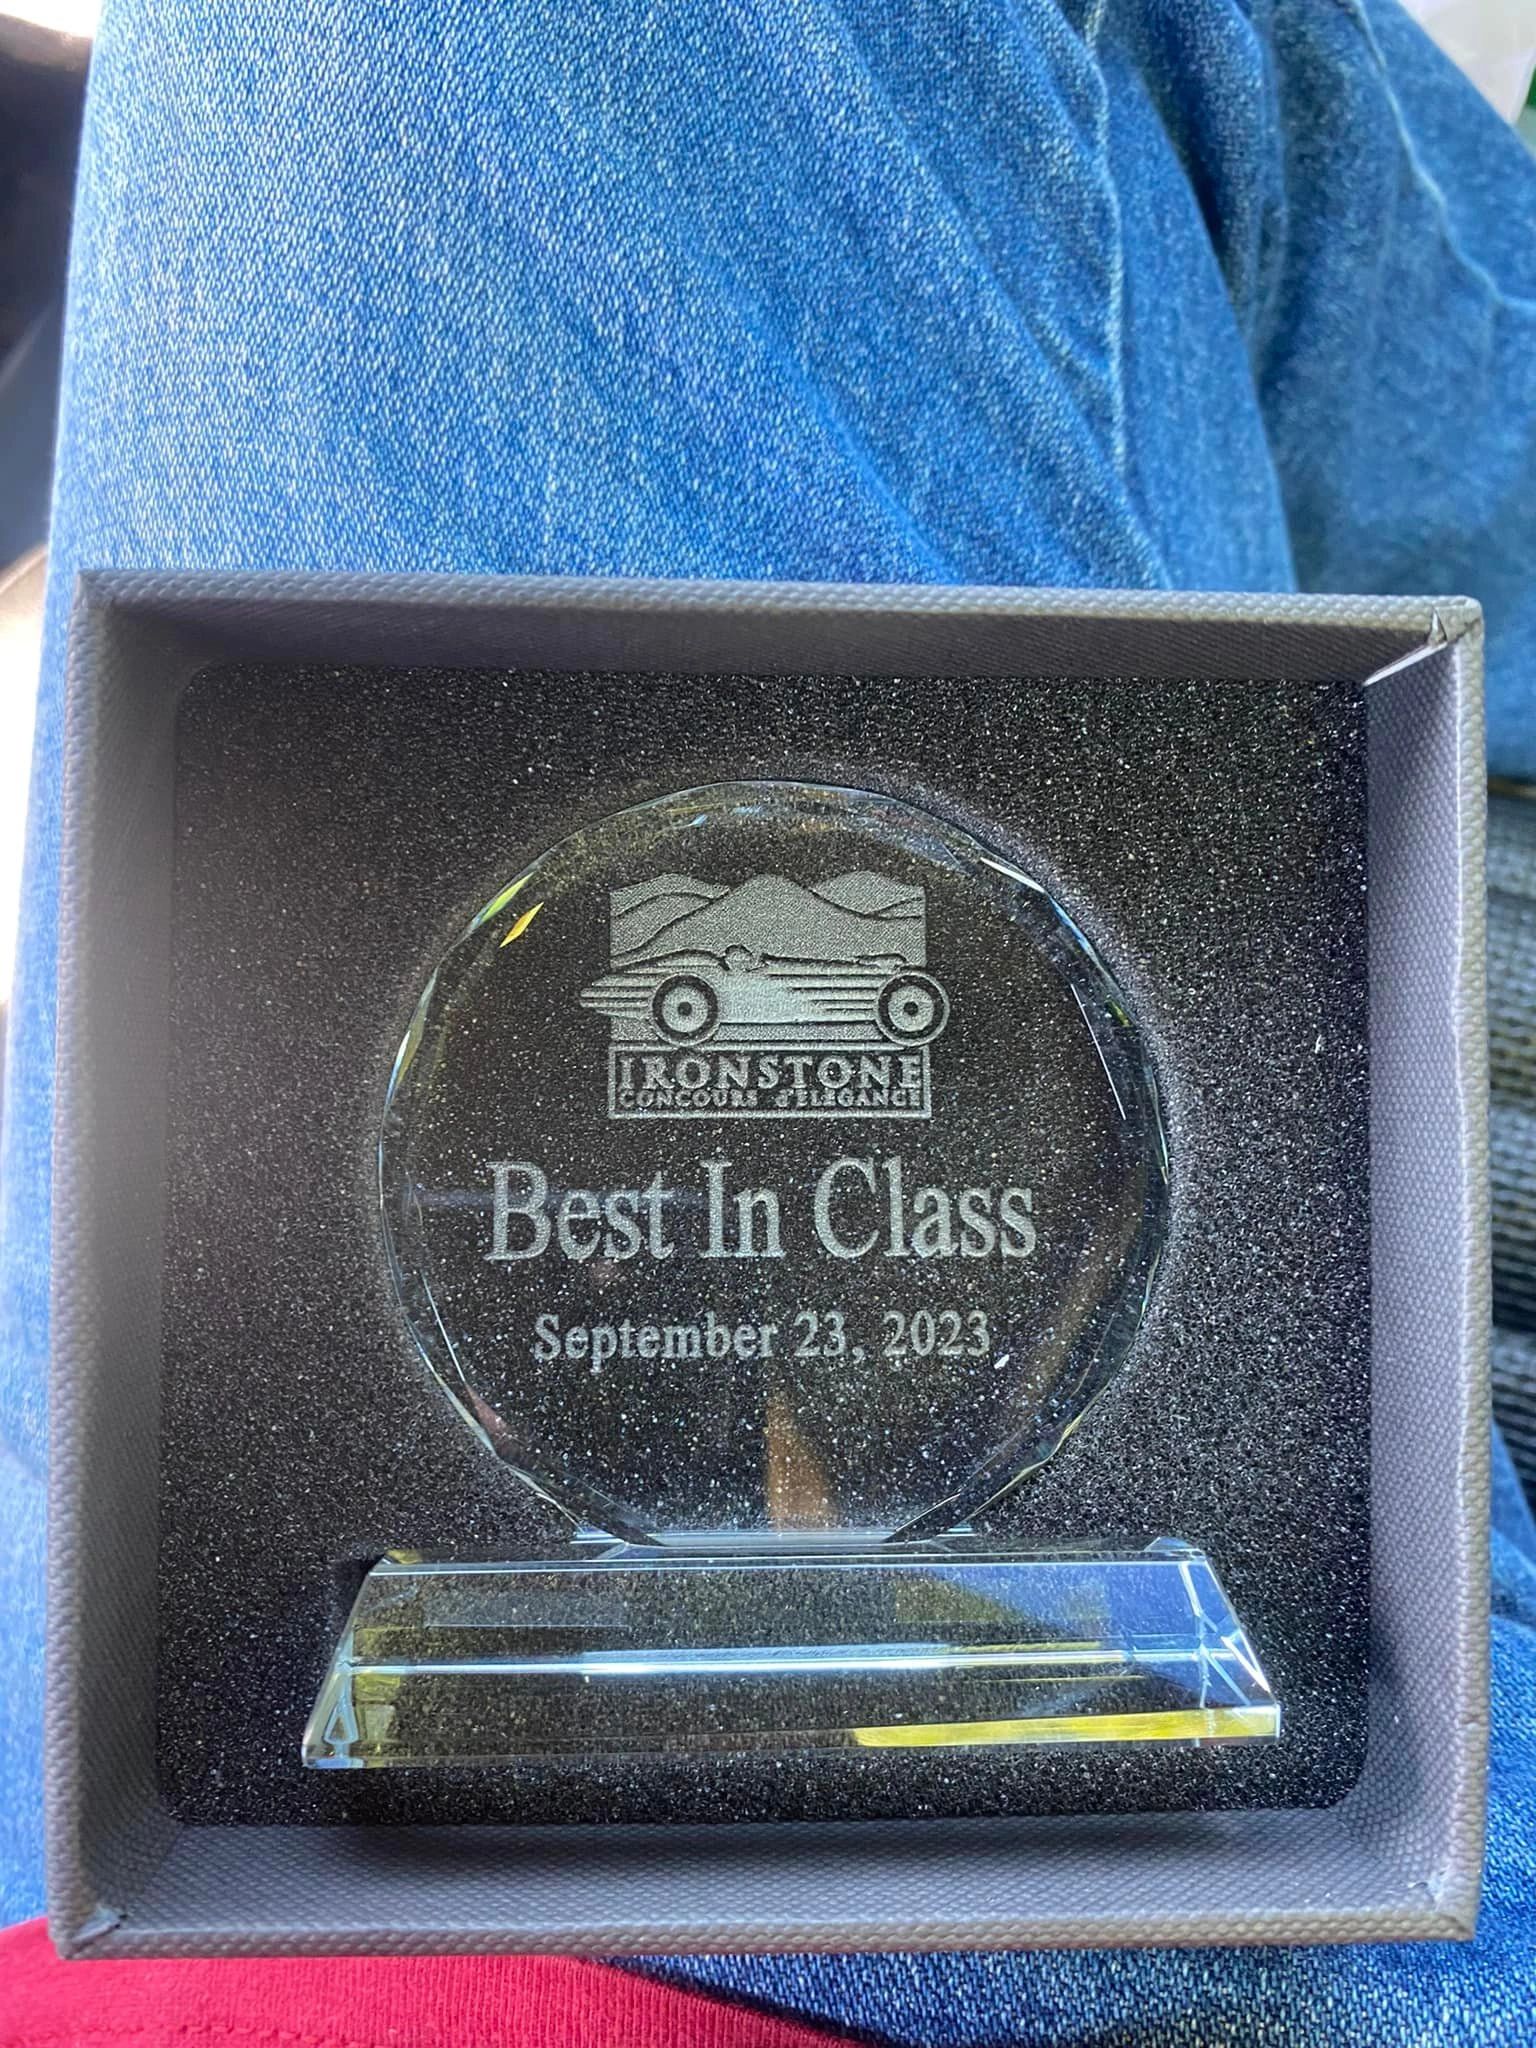 IRONSTONE
CONCOURS d'ELEGANCE
Best In Class
September 23, 2023